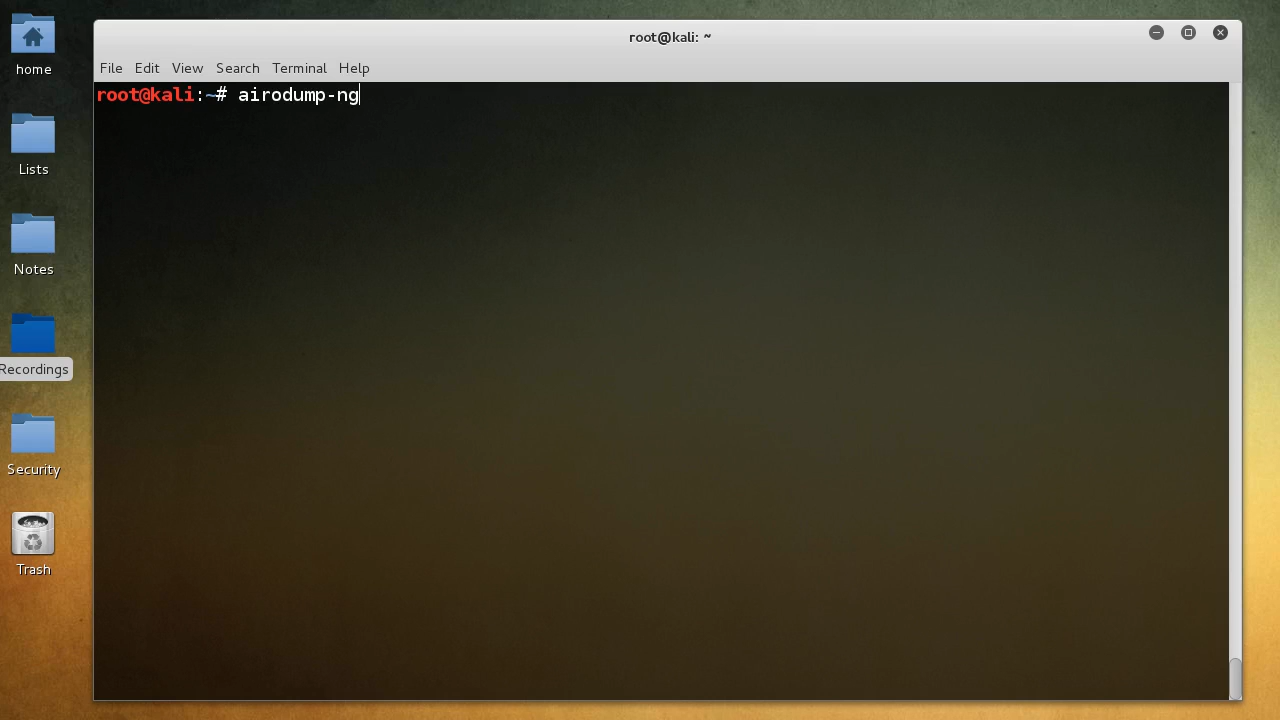 root@kali: ~
File Edit View Search Terminal Help
root@kali:~# airodump-ng
home
Lists
Notes
Recordings
Security
Trash